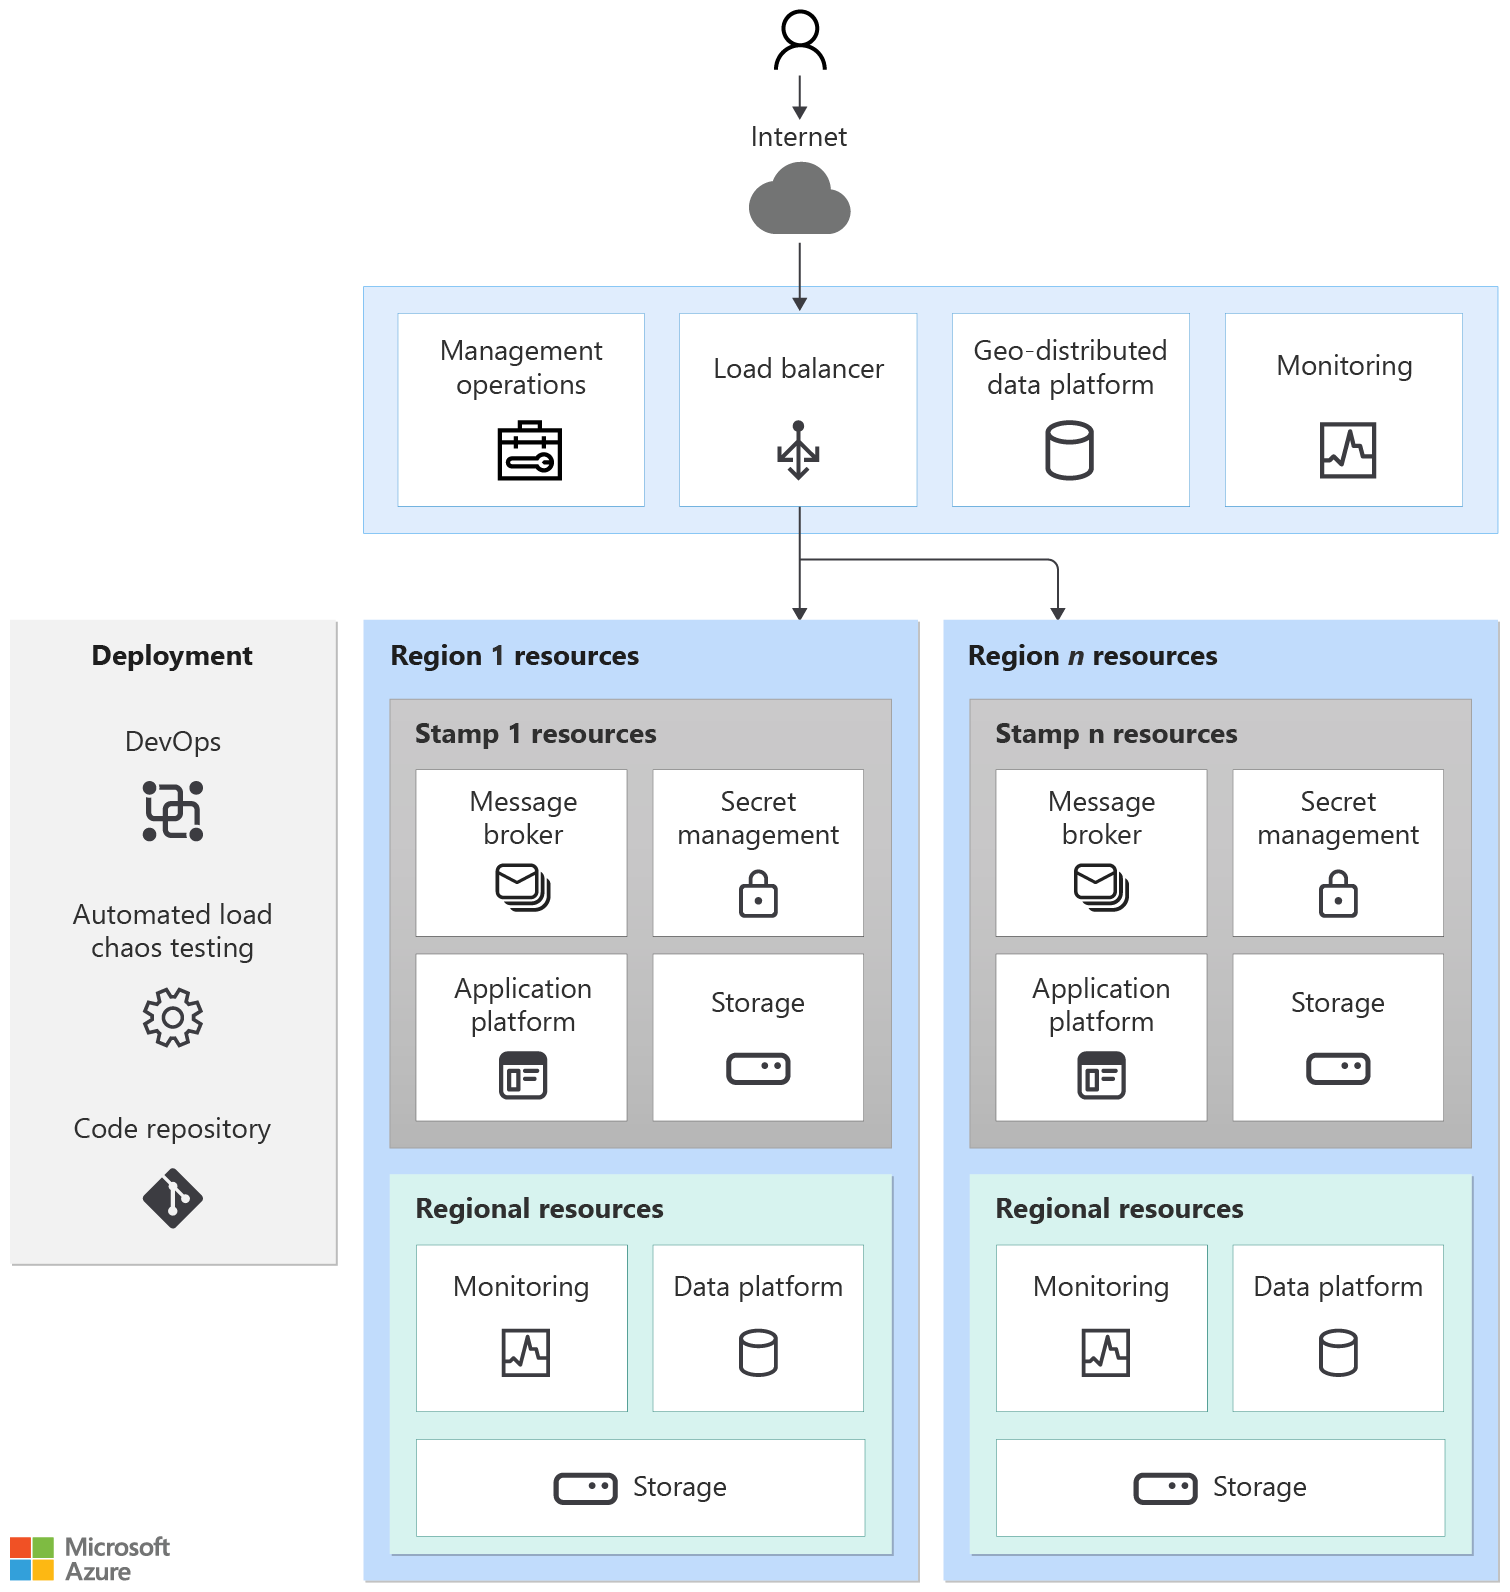 Internet
Management
operations
Load balancer
Geo-distributed
data platform
Monitoring
Deployment
DevOps
Automated load
chaos testing
Code repository
Region 1 resources
Stamp 1 resources
Message
broker
Secret
management
Application
platform
Storage
Regional resources
Monitoring
Data platform
Storage
Region n resources
Stamp n resources
Message
broker
Secret
management
Application
platform
Storage
Regional resources
Monitoring
Data platform
Storage
Microsoft
Azure